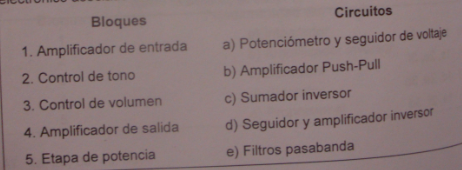 Bloques
Circuitos
1. Amplificador de entrada a) Potenciómetro y seguidor de voltaje
2. Control de tono b) Amplificador Push-Pull
3. Control de volumen c) Sumador inversor
4. Amplificador de salida d) Seguidor y amplificador inversor
5. Etapa de potencia e) Filtros pasabanda